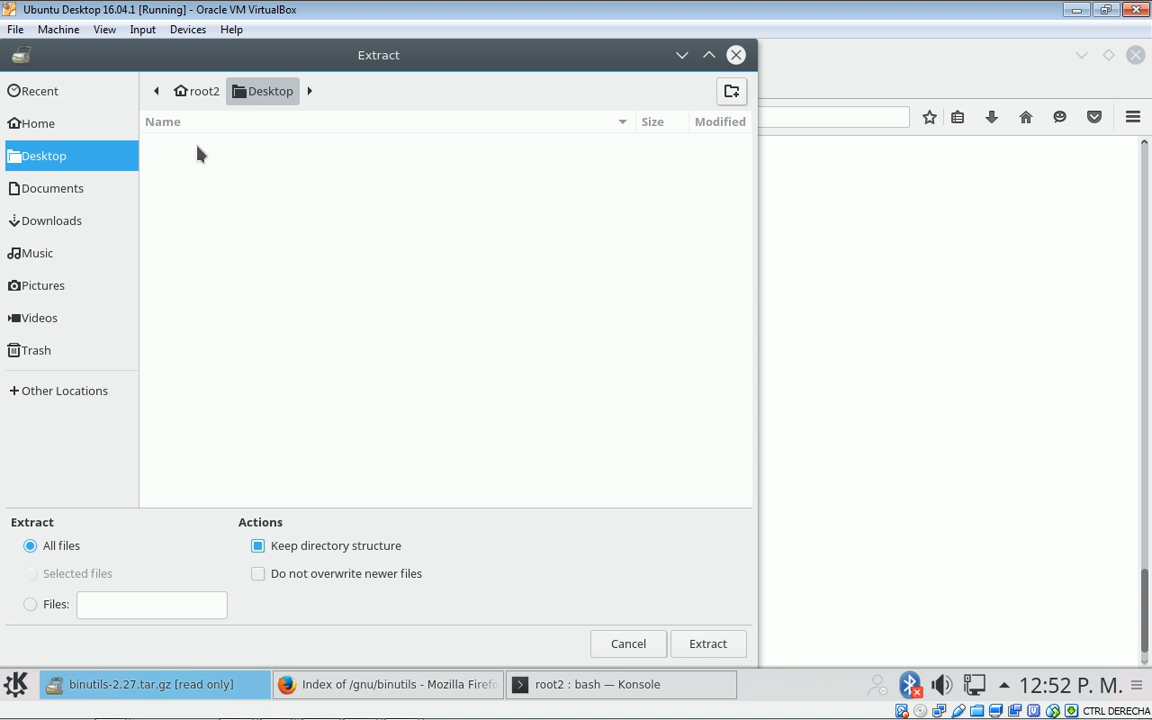 Ubuntu Desktop 16.04.1 [Running] - Oracle VM VirtualBox
File Machine View Input Devices Help
Extract
Recent
root2 Desktop
Name Size Modified
Home
Desktop
Documents
Downloads
Music
Pictures
Videos
Trash
Other Locations
Extract Actions
All files Keep directory structure
Selected files Do not overwrite newer files
Files:
Cancel Extract
binutils-2.27.tar.gz [read only] Index of /gnu/binutils - Mozilla Firefo root2 : bash — Konsole 12:52 P. M.
CTRL DERECHA